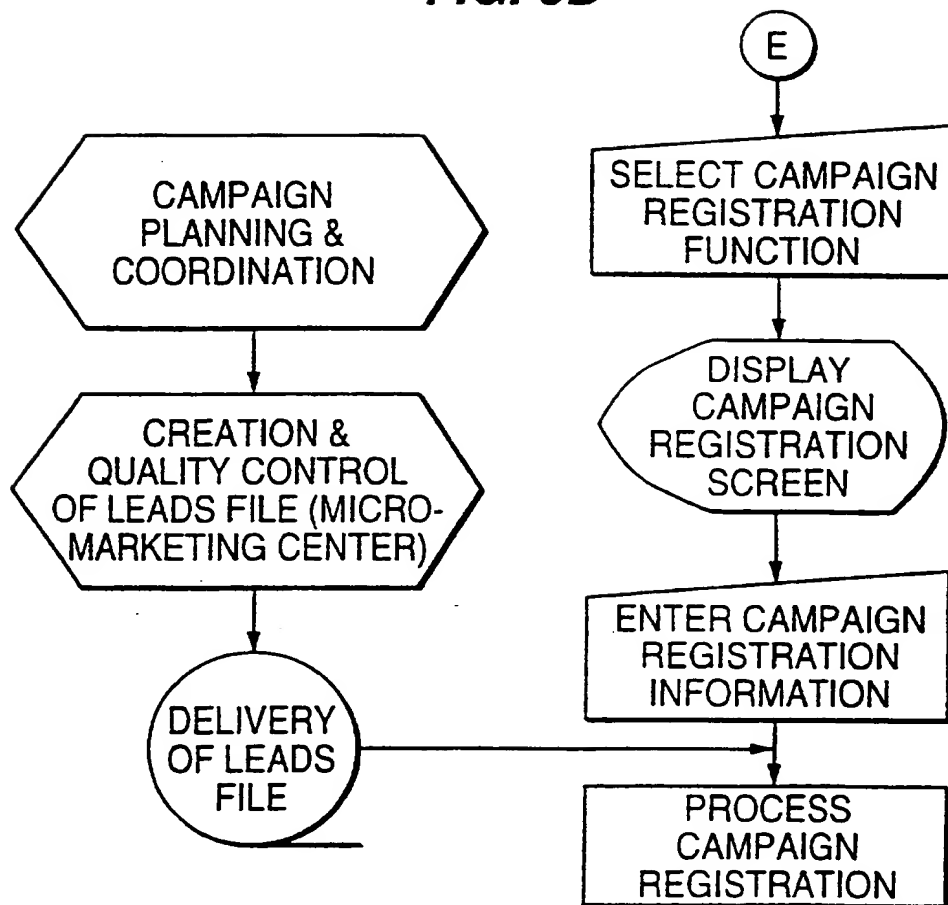 E
SELECT CAMPAIGN
REGISTRATION
FUNCTION
DISPLAY
CAMPAIGN
REGISTRATION
SCREEN
ENTER CAMPAIGN
REGISTRATION
INFORMATION
PROCESS
CAMPAIGN
REGISTRATION
CAMPAIGN
PLANNING &
COORDINATION
CREATION &
QUALITY CONTROL
OF LEADS FILE (MICRO-
MARKETING CENTER)
DELIVERY
OF LEADS
FILE